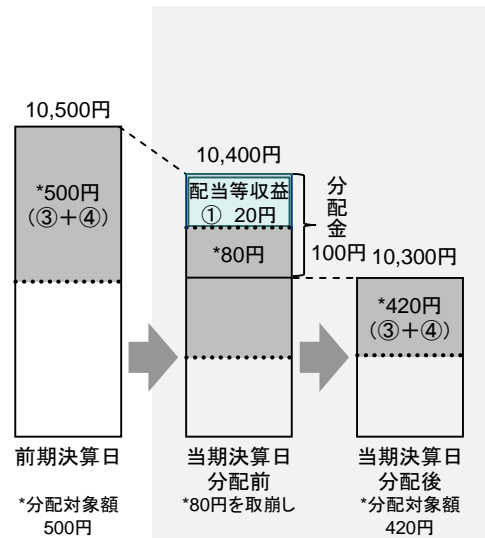 10,500円
*500円
(③+④)
10,400円
配当等収益
① 20円
*80円
分配金
100円
10,300円
*420円
(③+④)
前期決算日
*分配対象額
500円
当期決算日
分配前
*80円を取崩し
当期決算日
分配後
*分配対象額
420円